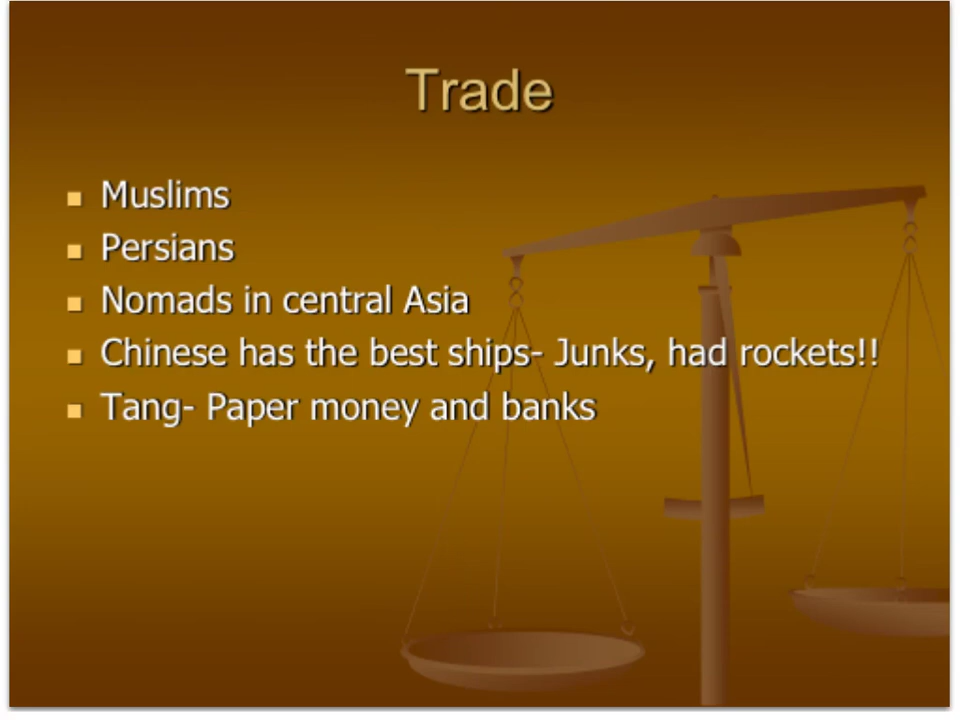 Trade
Muslims
Persians
Nomads in central Asia
Chinese has the best ships- Junks, had rockets!!
Tang- Paper money and banks